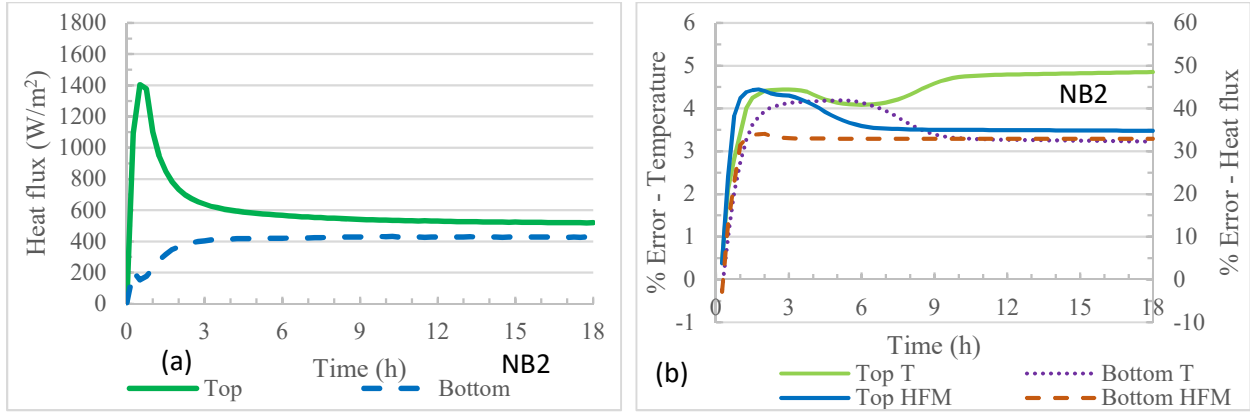 Heat flux (W/m²)
1800
1600
1400
1200
1000
800
600
400
200
0
0 3 6 9 12 15 18
(a) Time (h) NB2
Top Bottom
% Error - Temperature
6
5
4
3
2
1
0
-1
NB2
60
50
40
30
20
10
0
-10
% Error - Heat flux
0 3 6 9 12 15 18
(b) Time (h)
Top T Bottom T
Top HFM Bottom HFM